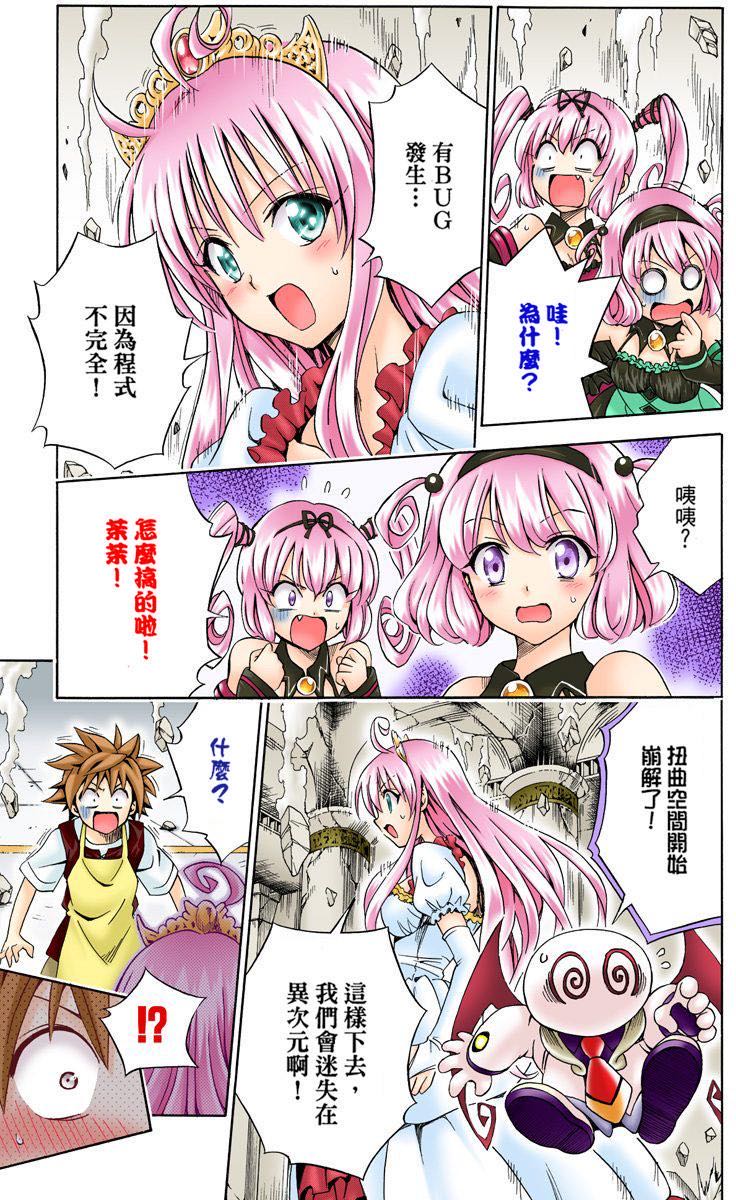 哇！
為什麼？
有BUG
發生…
因為程式
不完全！
咦咦？
怎麼搞的啦！
茱茱！
扭曲空間開始
崩解了！
這樣下去，
我們會迷失在
異次元啊！
什麼？
!?